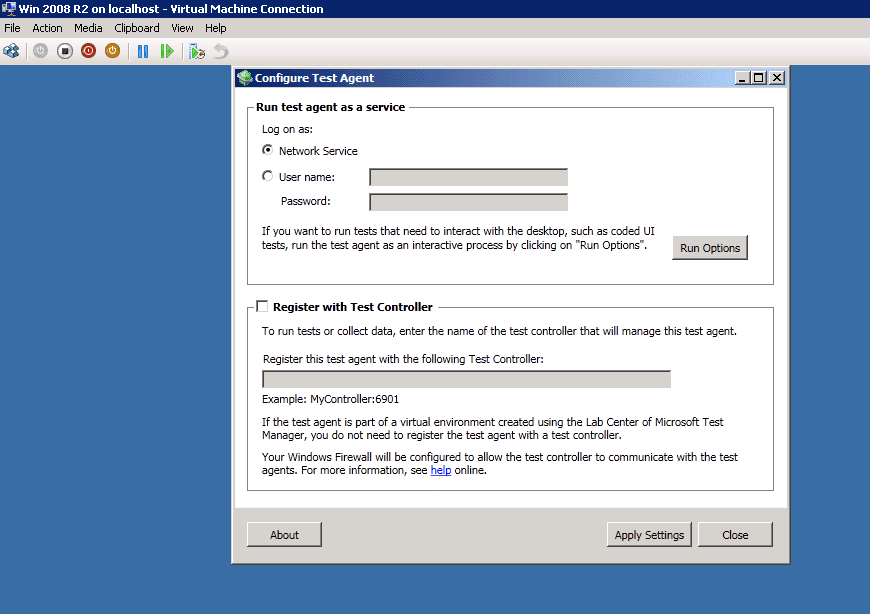 Win 2008 R2 on localhost - Virtual Machine Connection
File Action Media Clipboard View Help
Configure Test Agent
Run test agent as a service
Log on as:
Network Service
User name:
Password:
If you want to run tests that need to interact with the desktop, such as coded UI
tests, run the test agent as an interactive process by clicking on "Run Options".
Run Options
Register with Test Controller
To run tests or collect data, enter the name of the test controller that will manage this test agent.
Register this test agent with the following Test Controller:
Example: MyController:6901
If the test agent is part of a virtual environment created using the Lab Center of Microsoft Test
Manager, you do not need to register the test agent with a test controller.
Your Windows Firewall will be configured to allow the test controller to communicate with the test
agents. For more information, see help online.
About Apply Settings Close